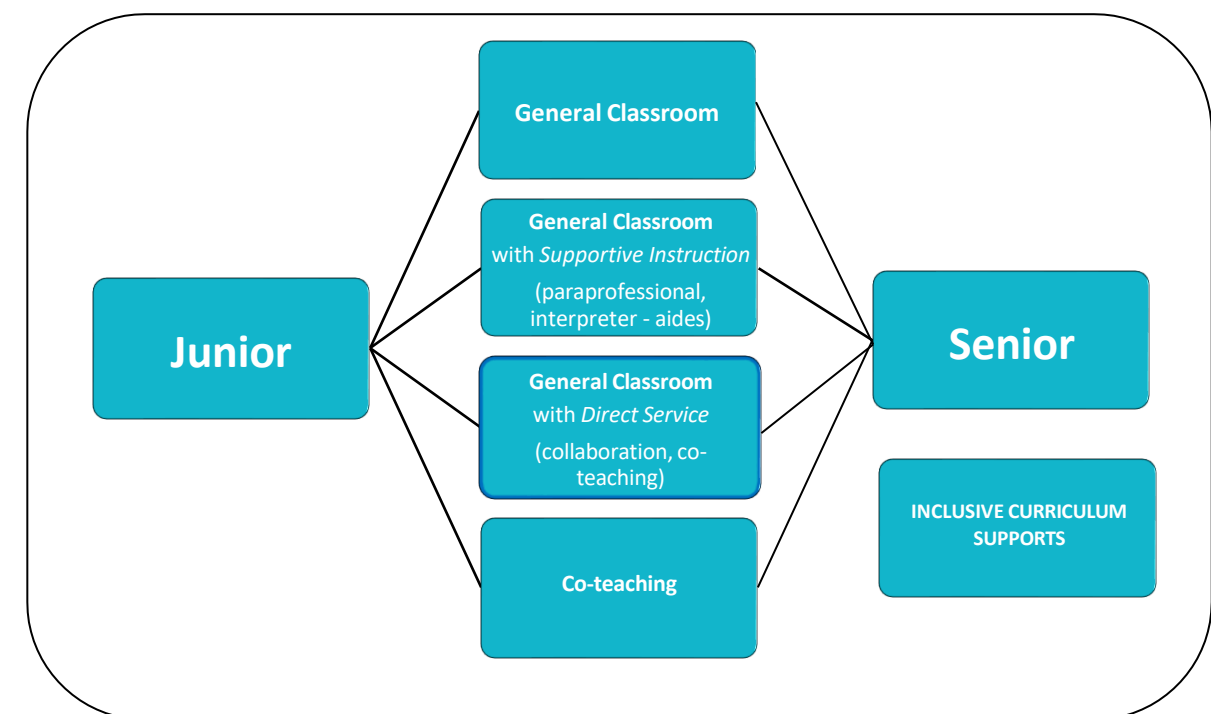 General Classroom
General Classroom
with Supportive Instruction
(paraprofessional,
interpreter - aides)
Junior
Senior
General Classroom
with Direct Service
(collaboration, co-
teaching)
INCLUSIVE CURRICULUM
SUPPORTS
Co-teaching